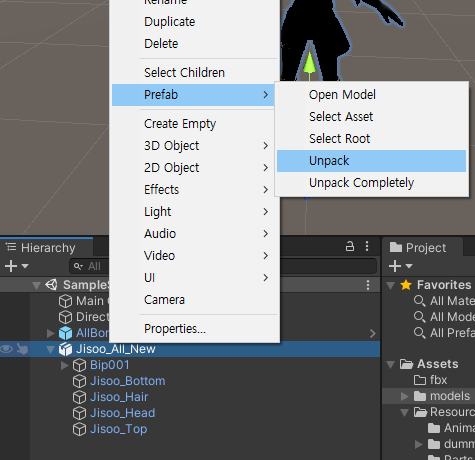 Rename
Duplicate
Delete
Select Children
Prefab
Create Empty
3D Object
2D Object
Effects
Light
Audio
Video
UI
Camera
Properties...
Open Model
Select Asset
Select Root
Unpack
Unpack Completely
Hierarchy
All
SampleS
Main C
Direct
AllBor
Jisoo_All_New
Bip001
Jisoo_Bottom
Jisoo_Hair
Jisoo_Head
Jisoo_Top
Project
Favorites
All Mate
All Mode
All Prefa
Assets
fbx
models
Resourc
Anima
dumm
Parts